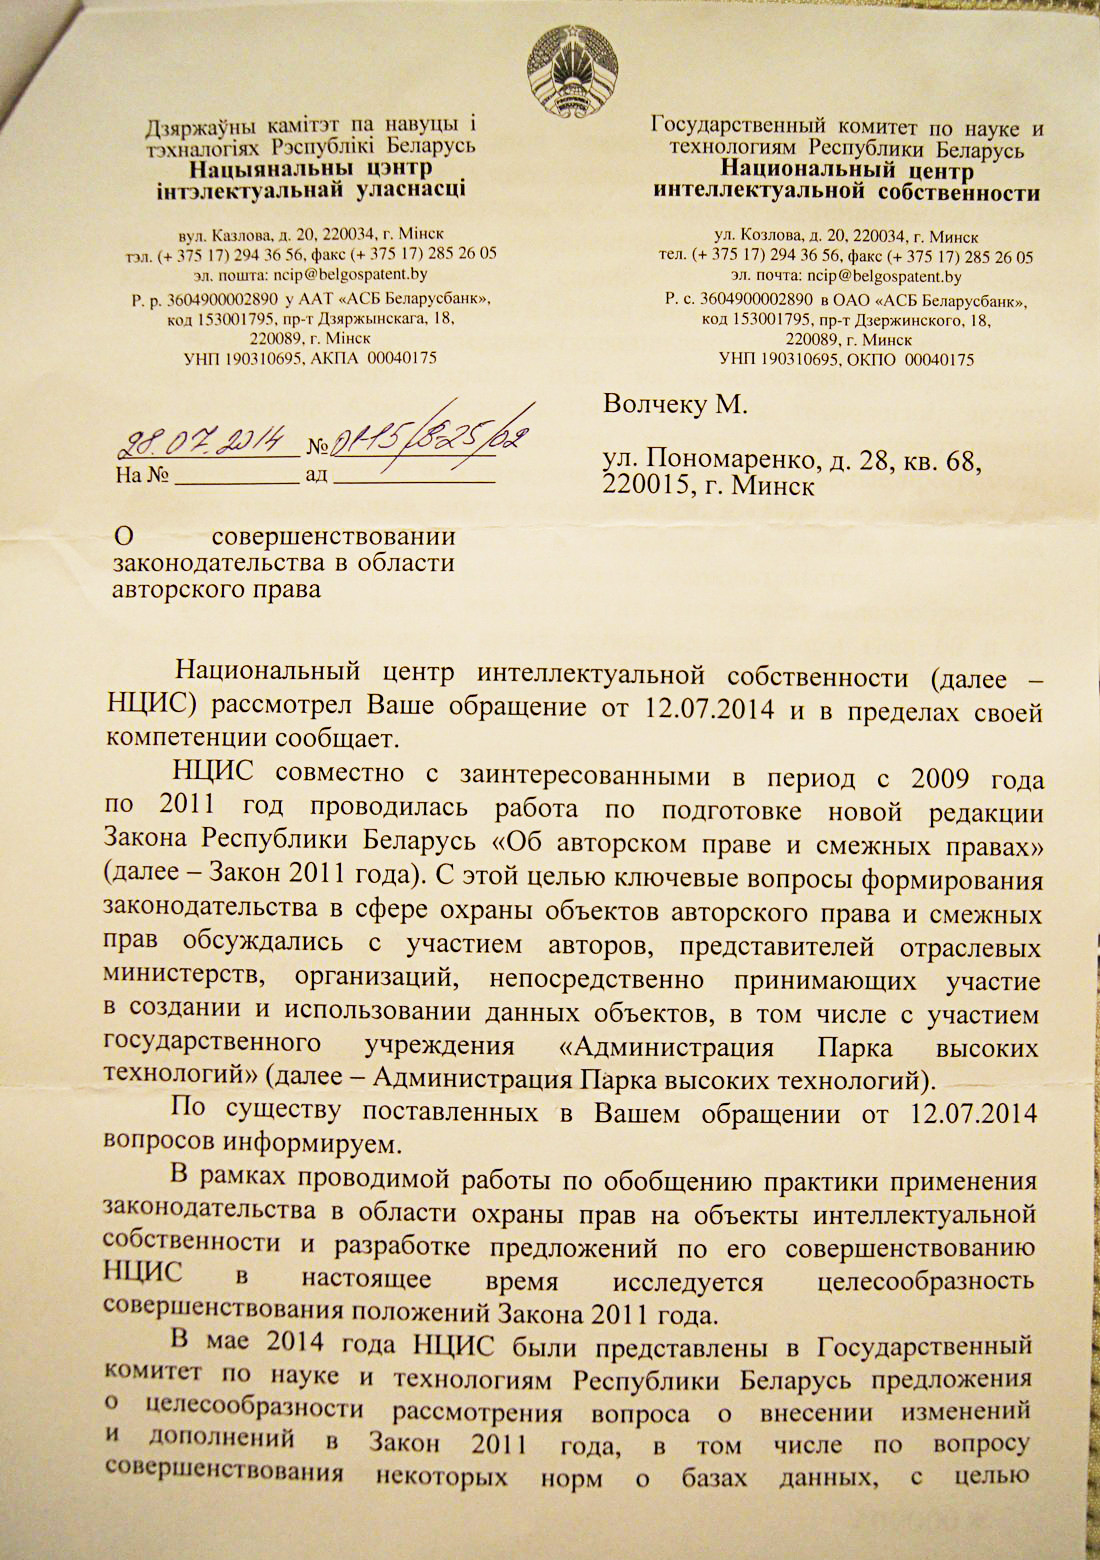 Дзяржаўны камітэт па навуцы і
тэхналогіях Рэспублікі Беларусь
Нацыянальны цэнтр
інтэлектуальнай уласнасці
вул. Казлова, д. 20, 220034, г. Мінск
тэл. (+ 375 17) 294 36 56, факс (+ 375 17) 285 26 05
эл. пошта: ncip@belgospatent.by
Р. р. 3604900002890 у ААТ «АСБ Беларусбанк»,
код 153001795, пр-т Дзяржынскага, 18,
220089, г. Мінск
УНП 190310695, АКПА 00040175
Государственный комитет по науке и
технологиям Республики Беларусь
Национальный центр
интеллектуальной собственности
ул. Козлова, д. 20, 220034, г. Минск
тел. (+ 375 17) 294 36 56, факс (+ 375 17) 285 26 05
эл. почта: ncip@belgospatent.by
Р. с. 3604900002890 в ОАО «АСБ Беларусбанк»,
код 153001795, пр-т Дзержинского, 18,
220089, г. Минск
УНП 190310695, ОКПО 00040175
28.07.2014 № 01-15/825/02
На № ад
Волчеку М.
ул. Пономаренко, д. 28, кв. 68,
220015, г. Минск
О совершенствовании
законодательства в области
авторского права
Национальный центр интеллектуальной собственности (далее –
НЦИС) рассмотрел Ваше обращение от 12.07.2014 и в пределах своей
компетенции сообщает.
НЦИС совместно с заинтересованными в период с 2009 года
по 2011 год проводилась работа по подготовке новой редакции
Закона Республики Беларусь «Об авторском праве и смежных правах»
(далее – Закон 2011 года). С этой целью ключевые вопросы формирования
законодательства в сфере охраны объектов авторского права и смежных
прав обсуждались с участием авторов, представителей отраслевых
министерств, организаций, непосредственно принимающих участие
в создании и использовании данных объектов, в том числе с участием
государственного учреждения «Администрация Парка высоких
технологий» (далее – Администрация Парка высоких технологий).
По существу поставленных в Вашем обращении от 12.07.2014
вопросов информируем.
В рамках проводимой работы по обобщению практики применения
законодательства в области охраны прав на объекты интеллектуальной
собственности и разработке предложений по его совершенствованию
НЦИС в настоящее время исследуется целесообразность
совершенствования положений Закона 2011 года.
В мае 2014 года НЦИС были представлены в Государственный
комитет по науке и технологиям Республики Беларусь предложения
о целесообразности рассмотрения вопроса о внесении изменений
и дополнений в Закон 2011 года, в том числе по вопросу
совершенствования некоторых норм о базах данных, с целью